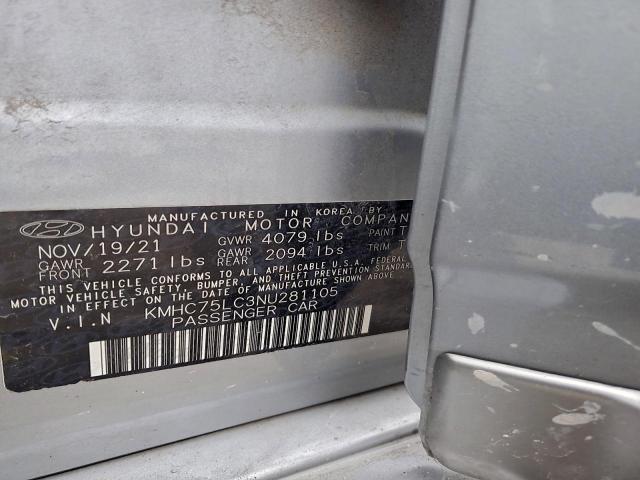 MANUFACTURED IN KOREA BY
HYUNDAI MOTOR COMPAN
NOV/19/21 GVWR 4079 lbs PAINT T
GAWR FRONT 2271 lbs GAWR REAR 2094 lbs TRIM T
THIS VEHICLE CONFORMS TO ALL APPLICABLE U.S.A. FEDERAL
MOTOR VEHICLE SAFETY, BUMPER, AND THEFT PREVENTION STANDARDS
IN EFFECT ON THE DATE OF MANUFACTURE SHOWN ABOVE.
V.I.N KMHC75LC3NU281105
PASSENGER CAR